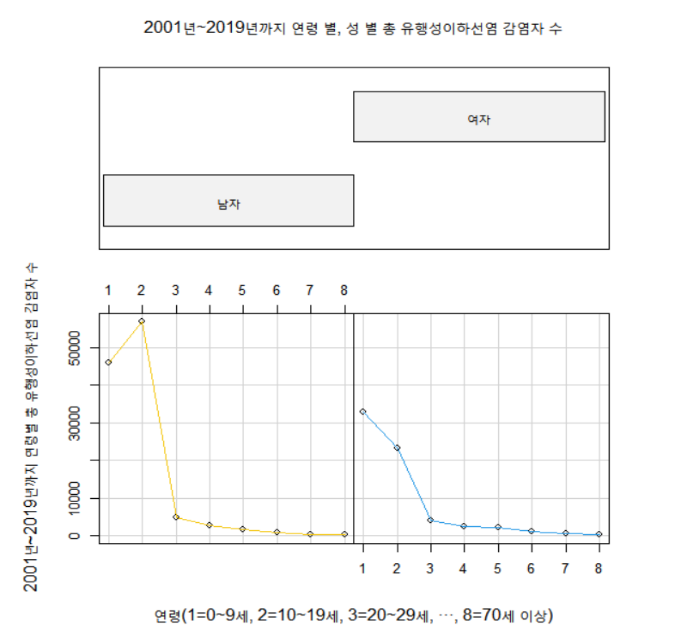 2001년~2019년까지 연령 별, 성 별 총 유행성이하선염 감염자 수
여자
남자
2001년~2019년까지 연령별 총 유행성이하선염 감염자 수
1 2 3 4 5 6 7 8
50000
30000
10000
0
1 2 3 4 5 6 7 8
연령(1=0~9세, 2=10~19세, 3=20~29세, ⋯, 8=70세 이상)